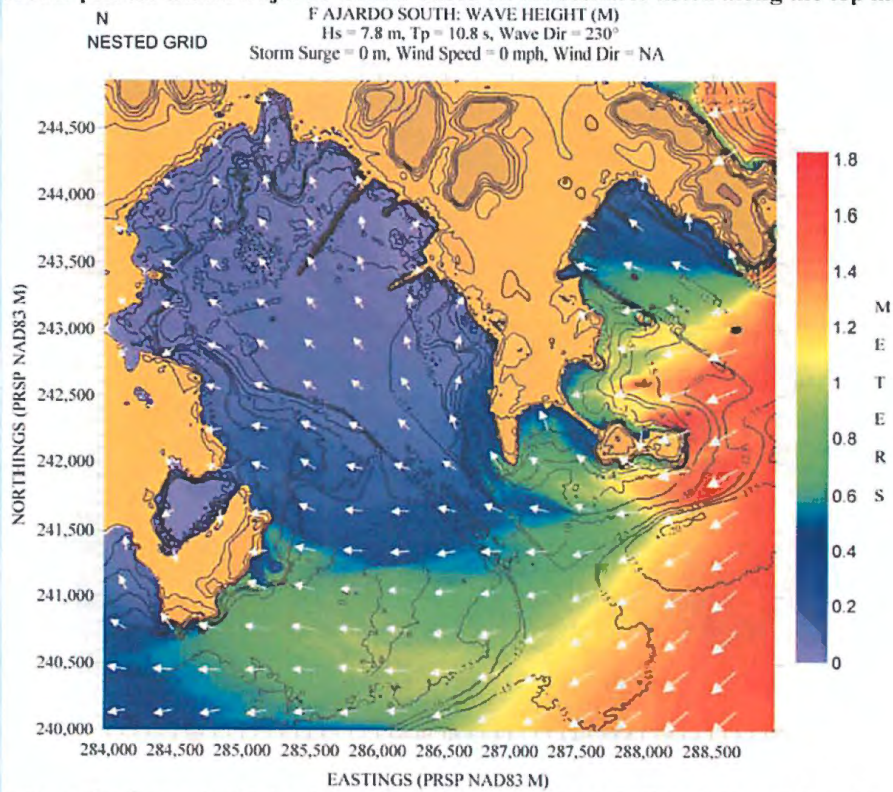 N
NESTED GRID
F AJARDO SOUTH: WAVE HEIGHT (M)
Hs = 7.8 m, Tp = 10.8 s, Wave Dir = 230°
Storm Surge = 0 m, Wind Speed = 0 mph, Wind Dir = NA
NORTHINGS (PRSP NAD83 M)
244,500
244,000
243,500
243,000
242,500
242,000
241,500
241,000
240,500
240,000
284,000 284,500 285,000 285,500 286,000 286,500 287,000 287,500 288,000 288,500
EASTINGS (PRSP NAD83 M)
1.8
1.6
1.4
1.2
1
0.8
0.6
0.4
0.2
0
M
E
T
E
R
S